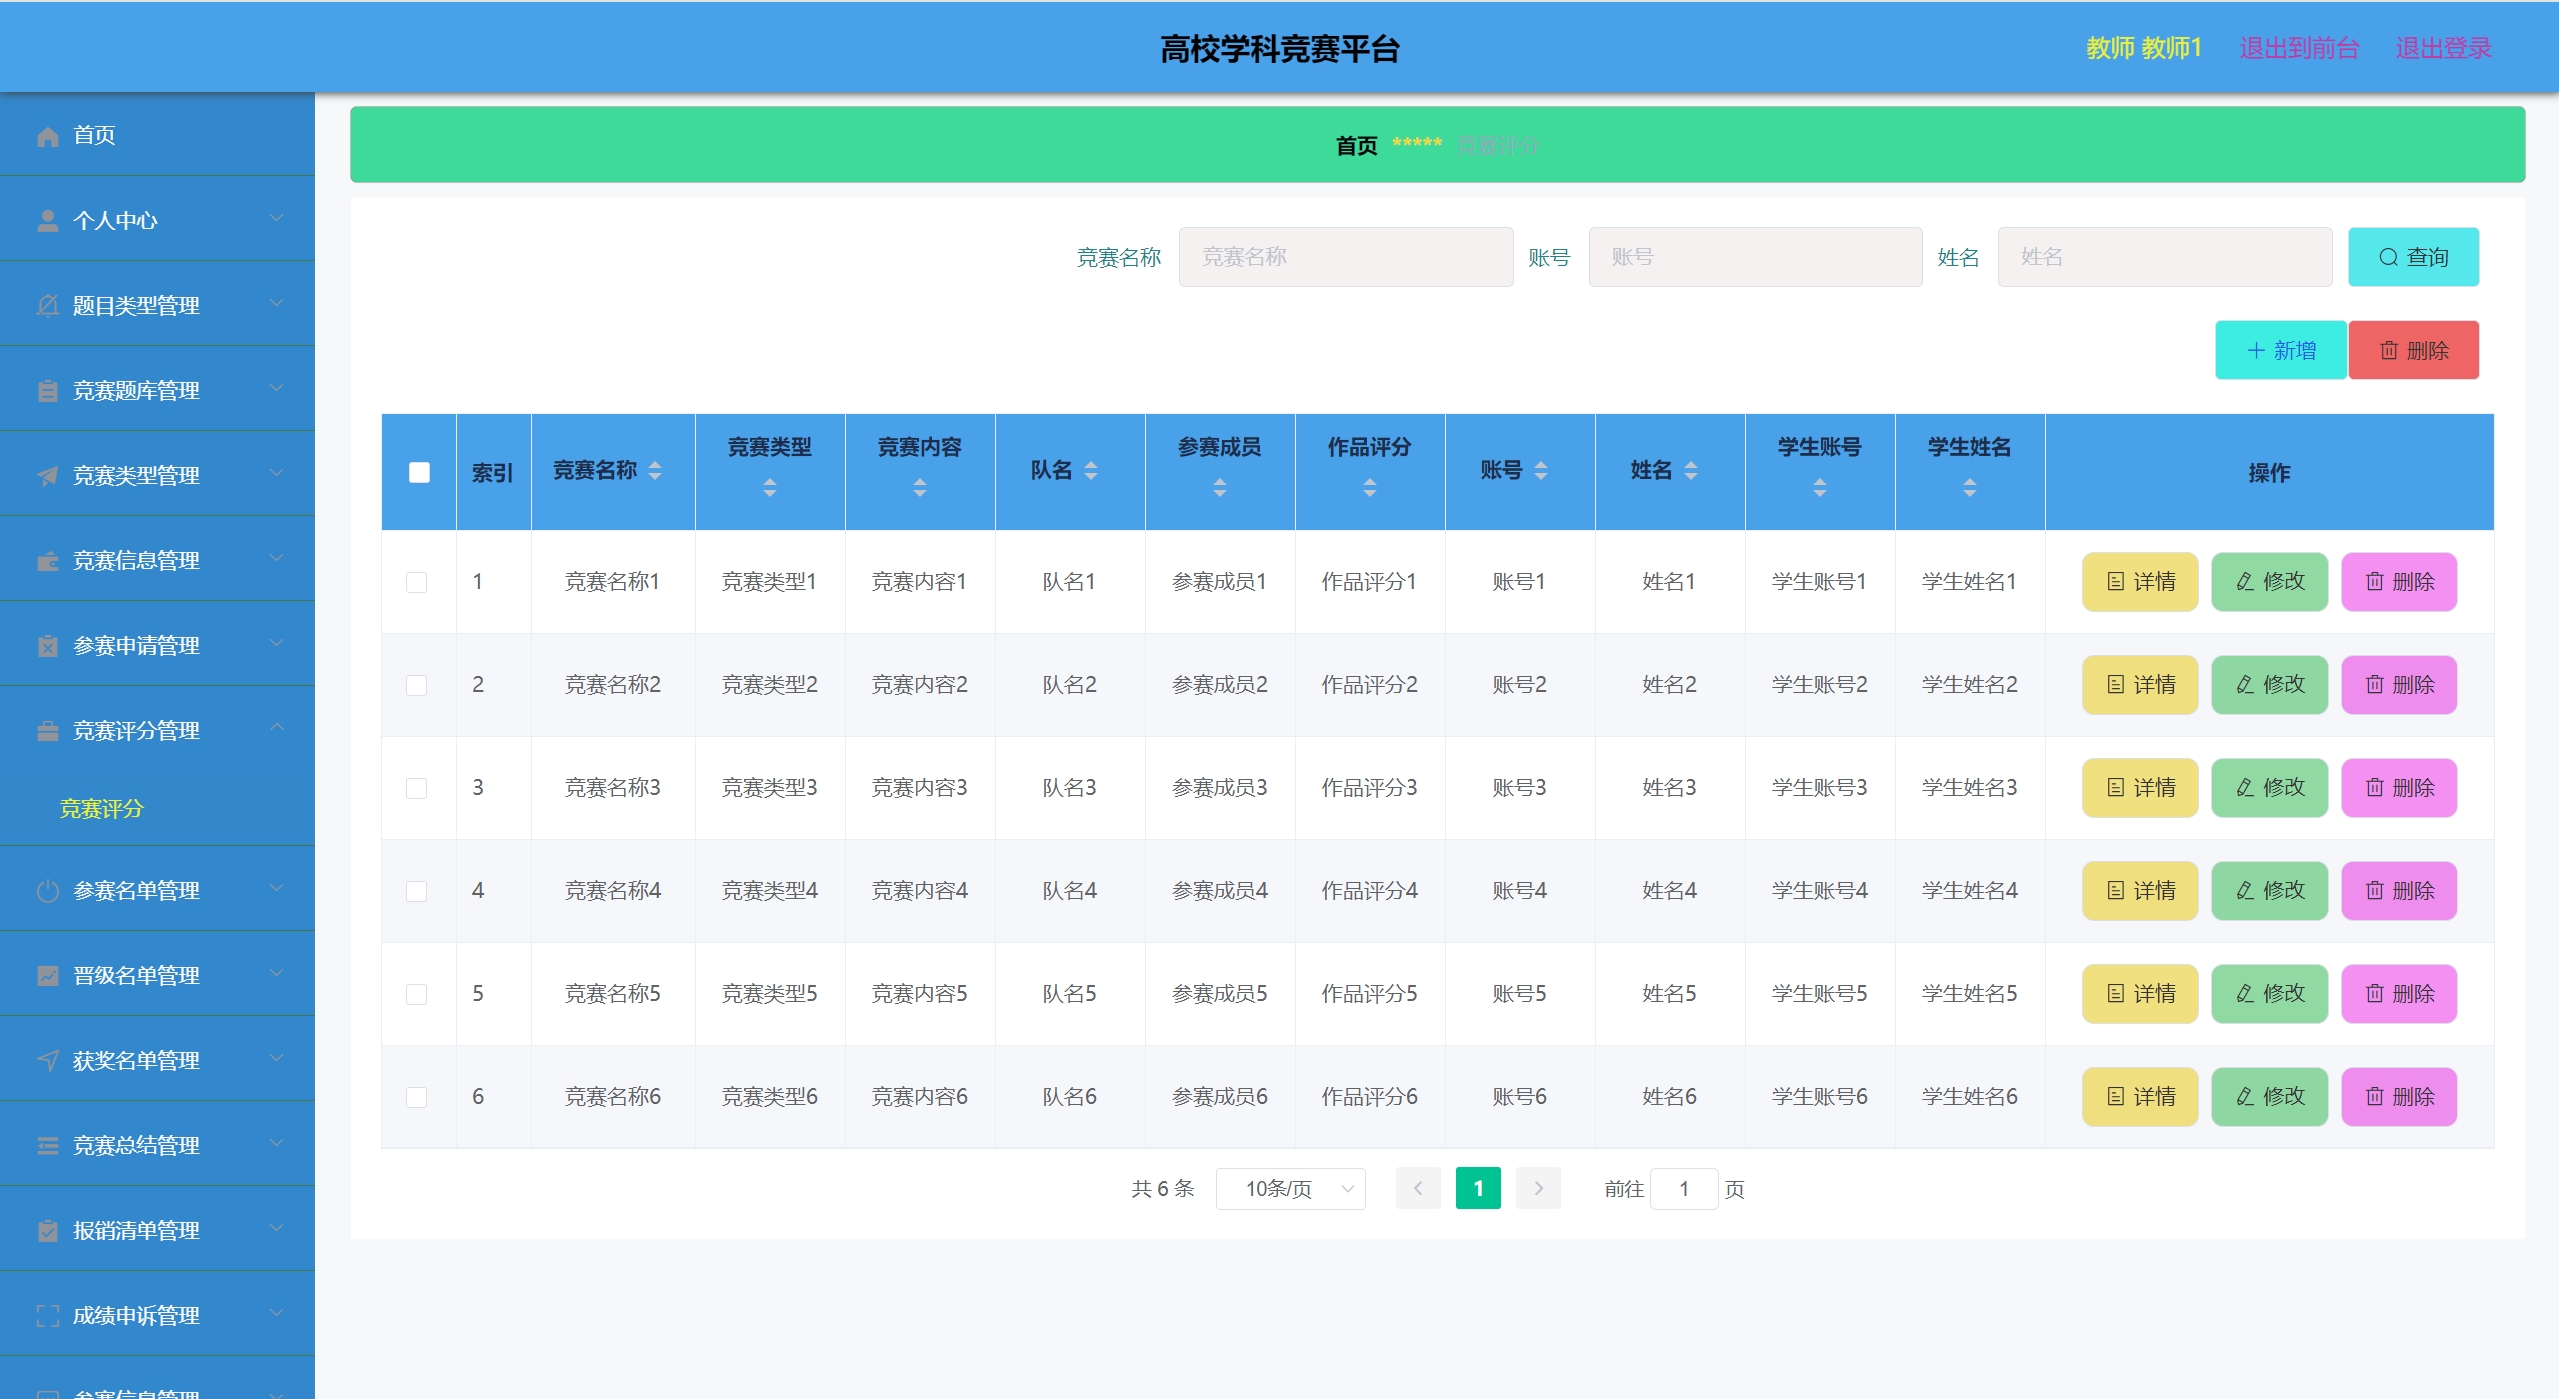 高校学科竞赛平台
教师 教师1 退出到前台 退出登录
首页
个人中心
题目类型管理
竞赛题库管理
竞赛类型管理
竞赛信息管理
参赛申请管理
竞赛评分管理
竞赛评分
参赛名单管理
晋级名单管理
获奖名单管理
竞赛总结管理
报销清单管理
成绩申诉管理
参赛信息管理
首页 ***** 竞赛评分
竞赛名称 竞赛名称 账号 账号 姓名 姓名 查询
新增 删除
索引 竞赛名称 竞赛类型 竞赛内容 队名 参赛成员 作品评分 账号 姓名 学生账号 学生姓名 操作
1 竞赛名称1 竞赛类型1 竞赛内容1 队名1 参赛成员1 作品评分1 账号1 姓名1 学生账号1 学生姓名1 详情 修改 删除
2 竞赛名称2 竞赛类型2 竞赛内容2 队名2 参赛成员2 作品评分2 账号2 姓名2 学生账号2 学生姓名2 详情 修改 删除
3 竞赛名称3 竞赛类型3 竞赛内容3 队名3 参赛成员3 作品评分3 账号3 姓名3 学生账号3 学生姓名3 详情 修改 删除
4 竞赛名称4 竞赛类型4 竞赛内容4 队名4 参赛成员4 作品评分4 账号4 姓名4 学生账号4 学生姓名4 详情 修改 删除
5 竞赛名称5 竞赛类型5 竞赛内容5 队名5 参赛成员5 作品评分5 账号5 姓名5 学生账号5 学生姓名5 详情 修改 删除
6 竞赛名称6 竞赛类型6 竞赛内容6 队名6 参赛成员6 作品评分6 账号6 姓名6 学生账号6 学生姓名6 详情 修改 删除
共 6 条 10条/页 1 前往 1 页